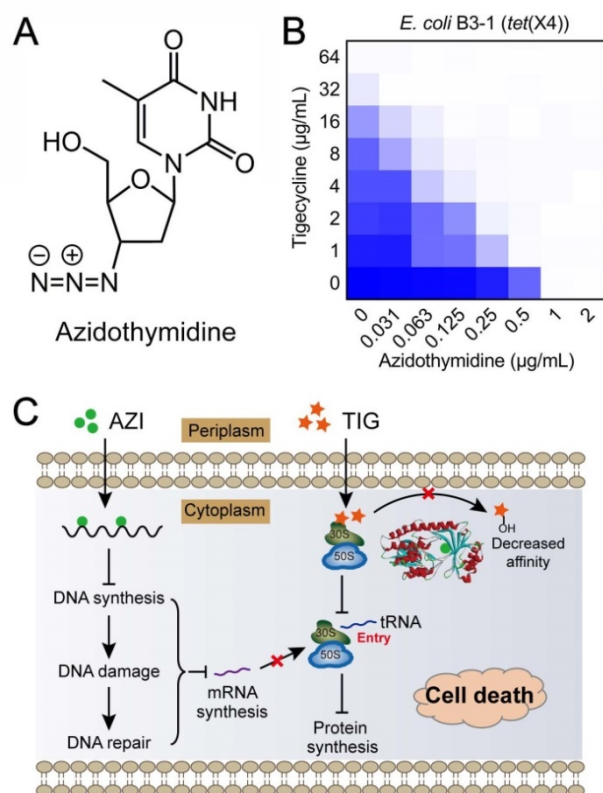 A
O
NH
N
O
HO
O
⊖ ⊕
N=N=N
Azidothymidine
B
E. coli B3-1 (tet(X4))
Tigecycline (µg/mL)
64
32
16
8
4
2
1
0
0 0.031 0.063 0.125 0.25 0.5 1 2
Azidothymidine (µg/mL)
C
AZI
Periplasm
TIG
Cytoplasm
30S
50S
OH
Decreased
affinity
DNA synthesis
30S
50S
tRNA
Entry
DNA damage
mRNA
synthesis
Cell death
DNA repair
Protein
synthesis